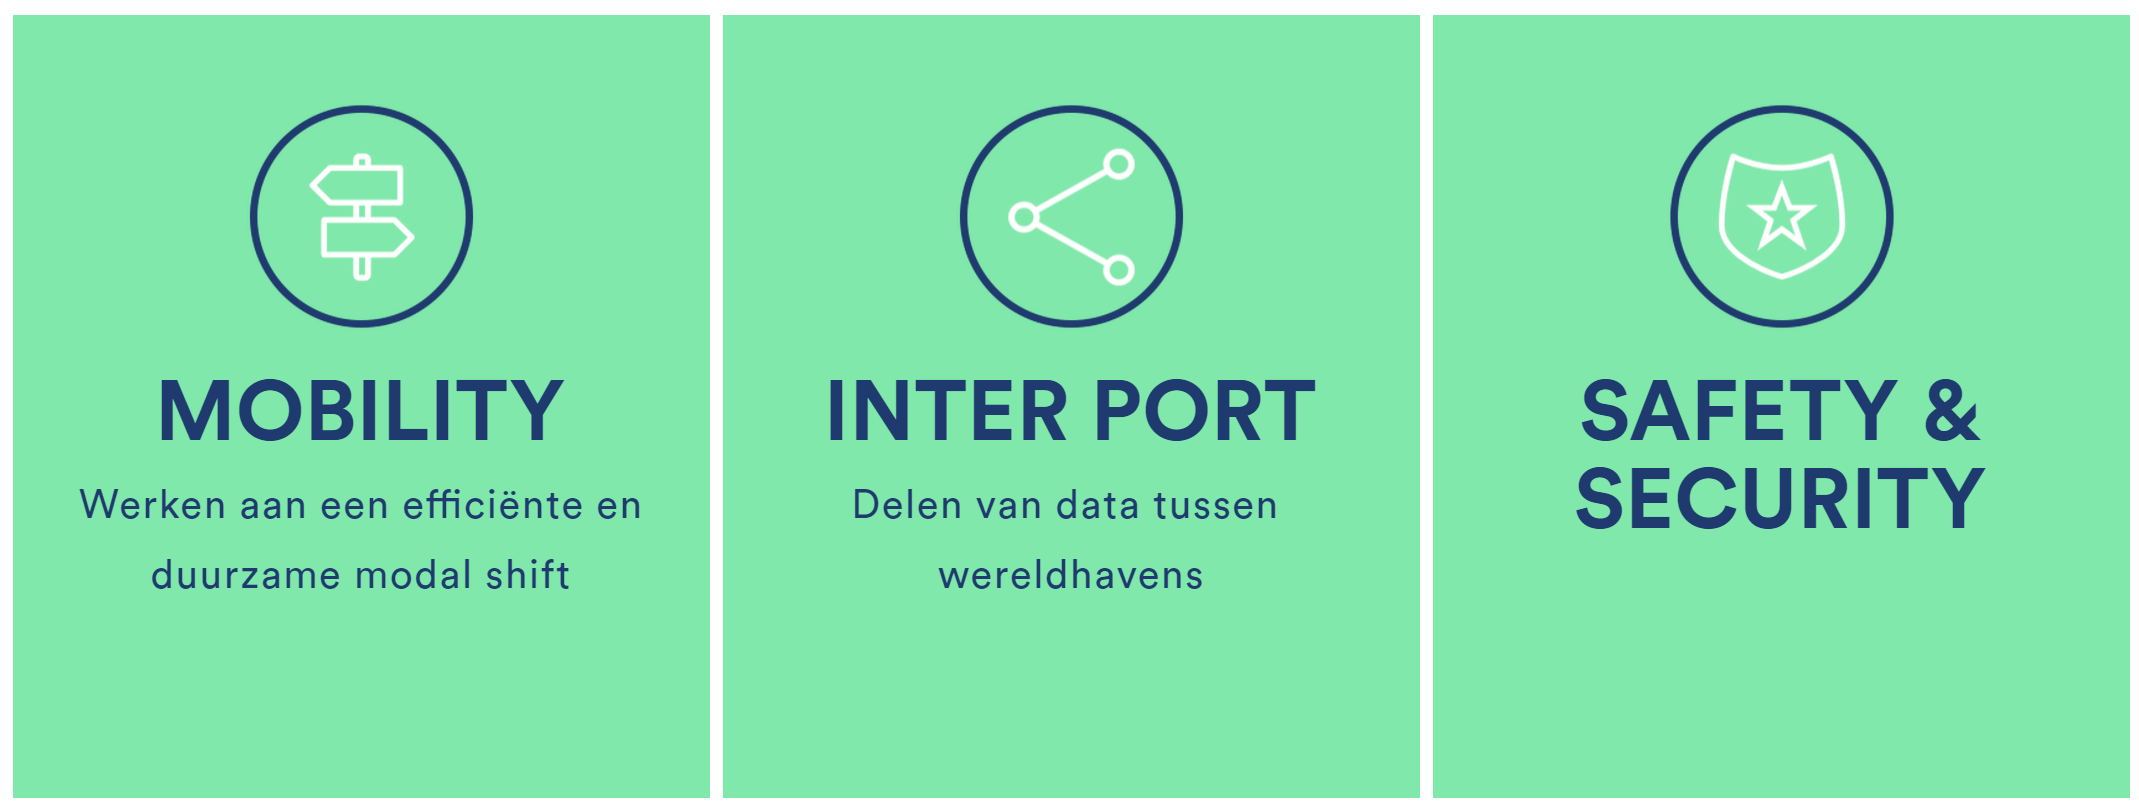 MOBILITY
Werken aan een efficiënte en
duurzame modal shift
INTER PORT
Delen van data tussen
wereldhavens
SAFETY &
SECURITY